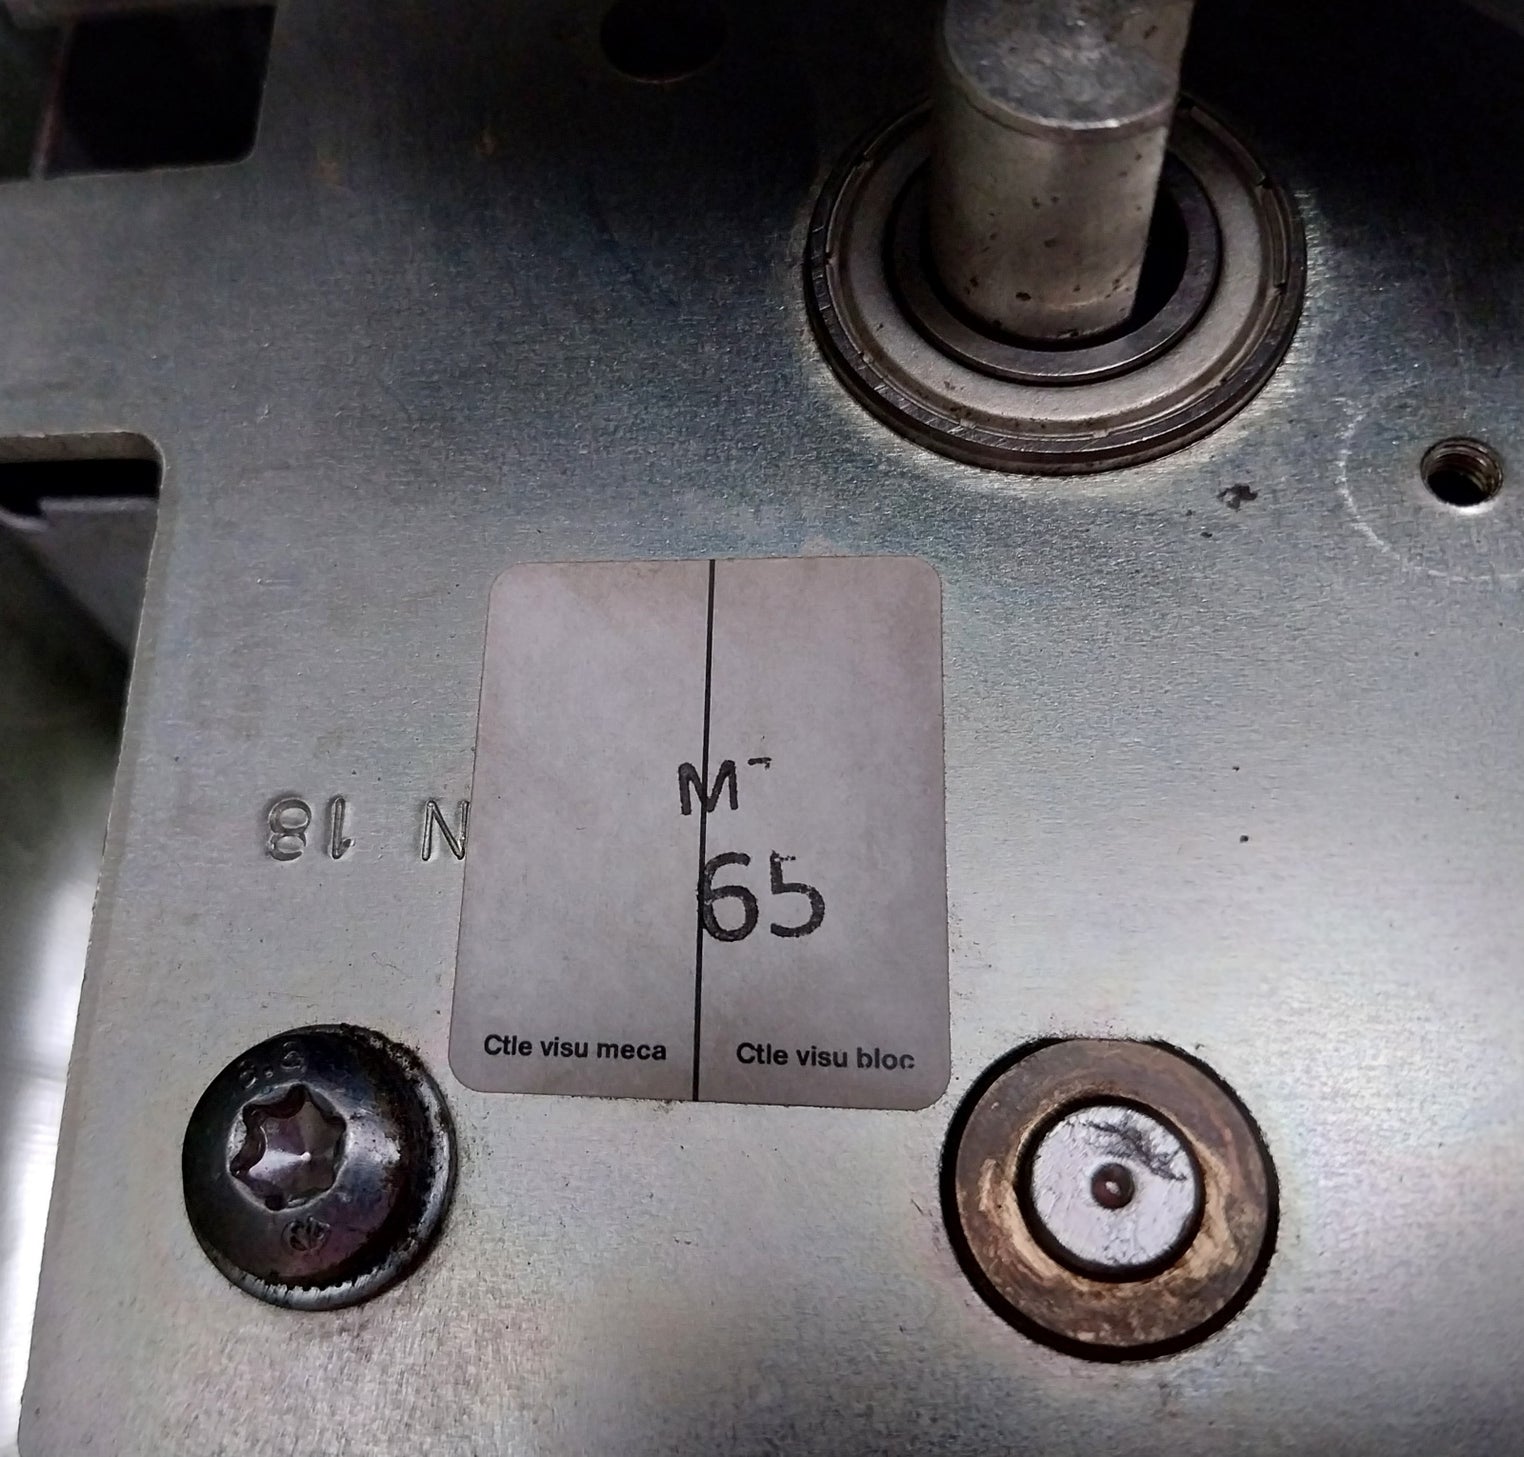 M-
65
N 18
Ctle visu meca
Ctle visu bloc